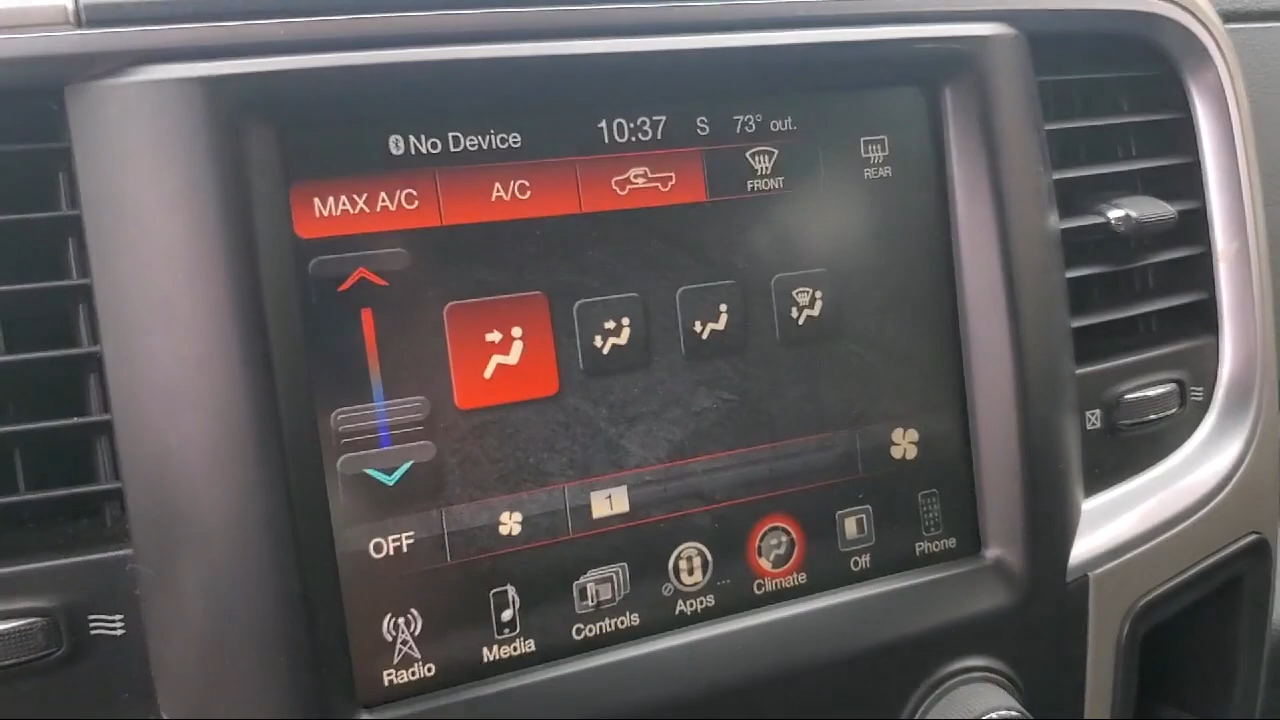 No Device 10:37 S 73° out.
MAX A/C A/C FRONT REAR
1
OFF
Radio Media Controls Apps Climate Off Phone